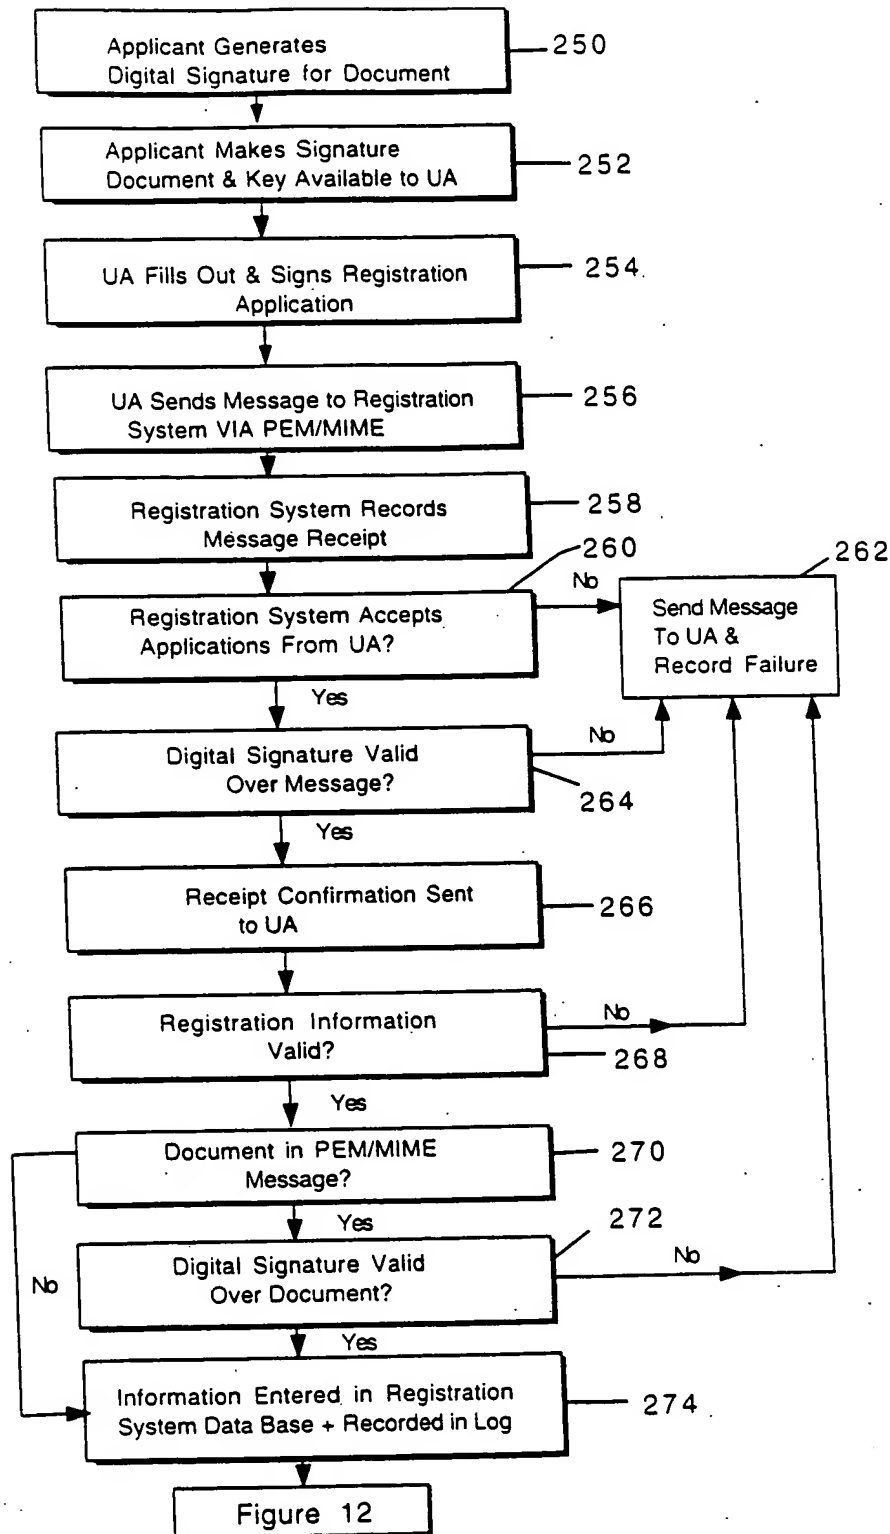 Applicant Generates
Digital Signature for Document
250
Applicant Makes Signature
Document & Key Available to UA
252
UA Fills Out & Signs Registration
Application
254
UA Sends Message to Registration
System VIA PEM/MIME
256
Registration System Records
Message Receipt
258
260
Registration System Accepts
Applications From UA?
No
262
Send Message
To UA &
Record Failure
Yes
Digital Signature Valid
Over Message?
No
264
Yes
Receipt Confirmation Sent
to UA
266
Registration Information
Valid?
No
268
Yes
Document in PEM/MIME
Message?
270
Yes
272
Digital Signature Valid
Over Document?
No
No
Yes
Information Entered in Registration
System Data Base + Recorded in Log
274
Figure 12